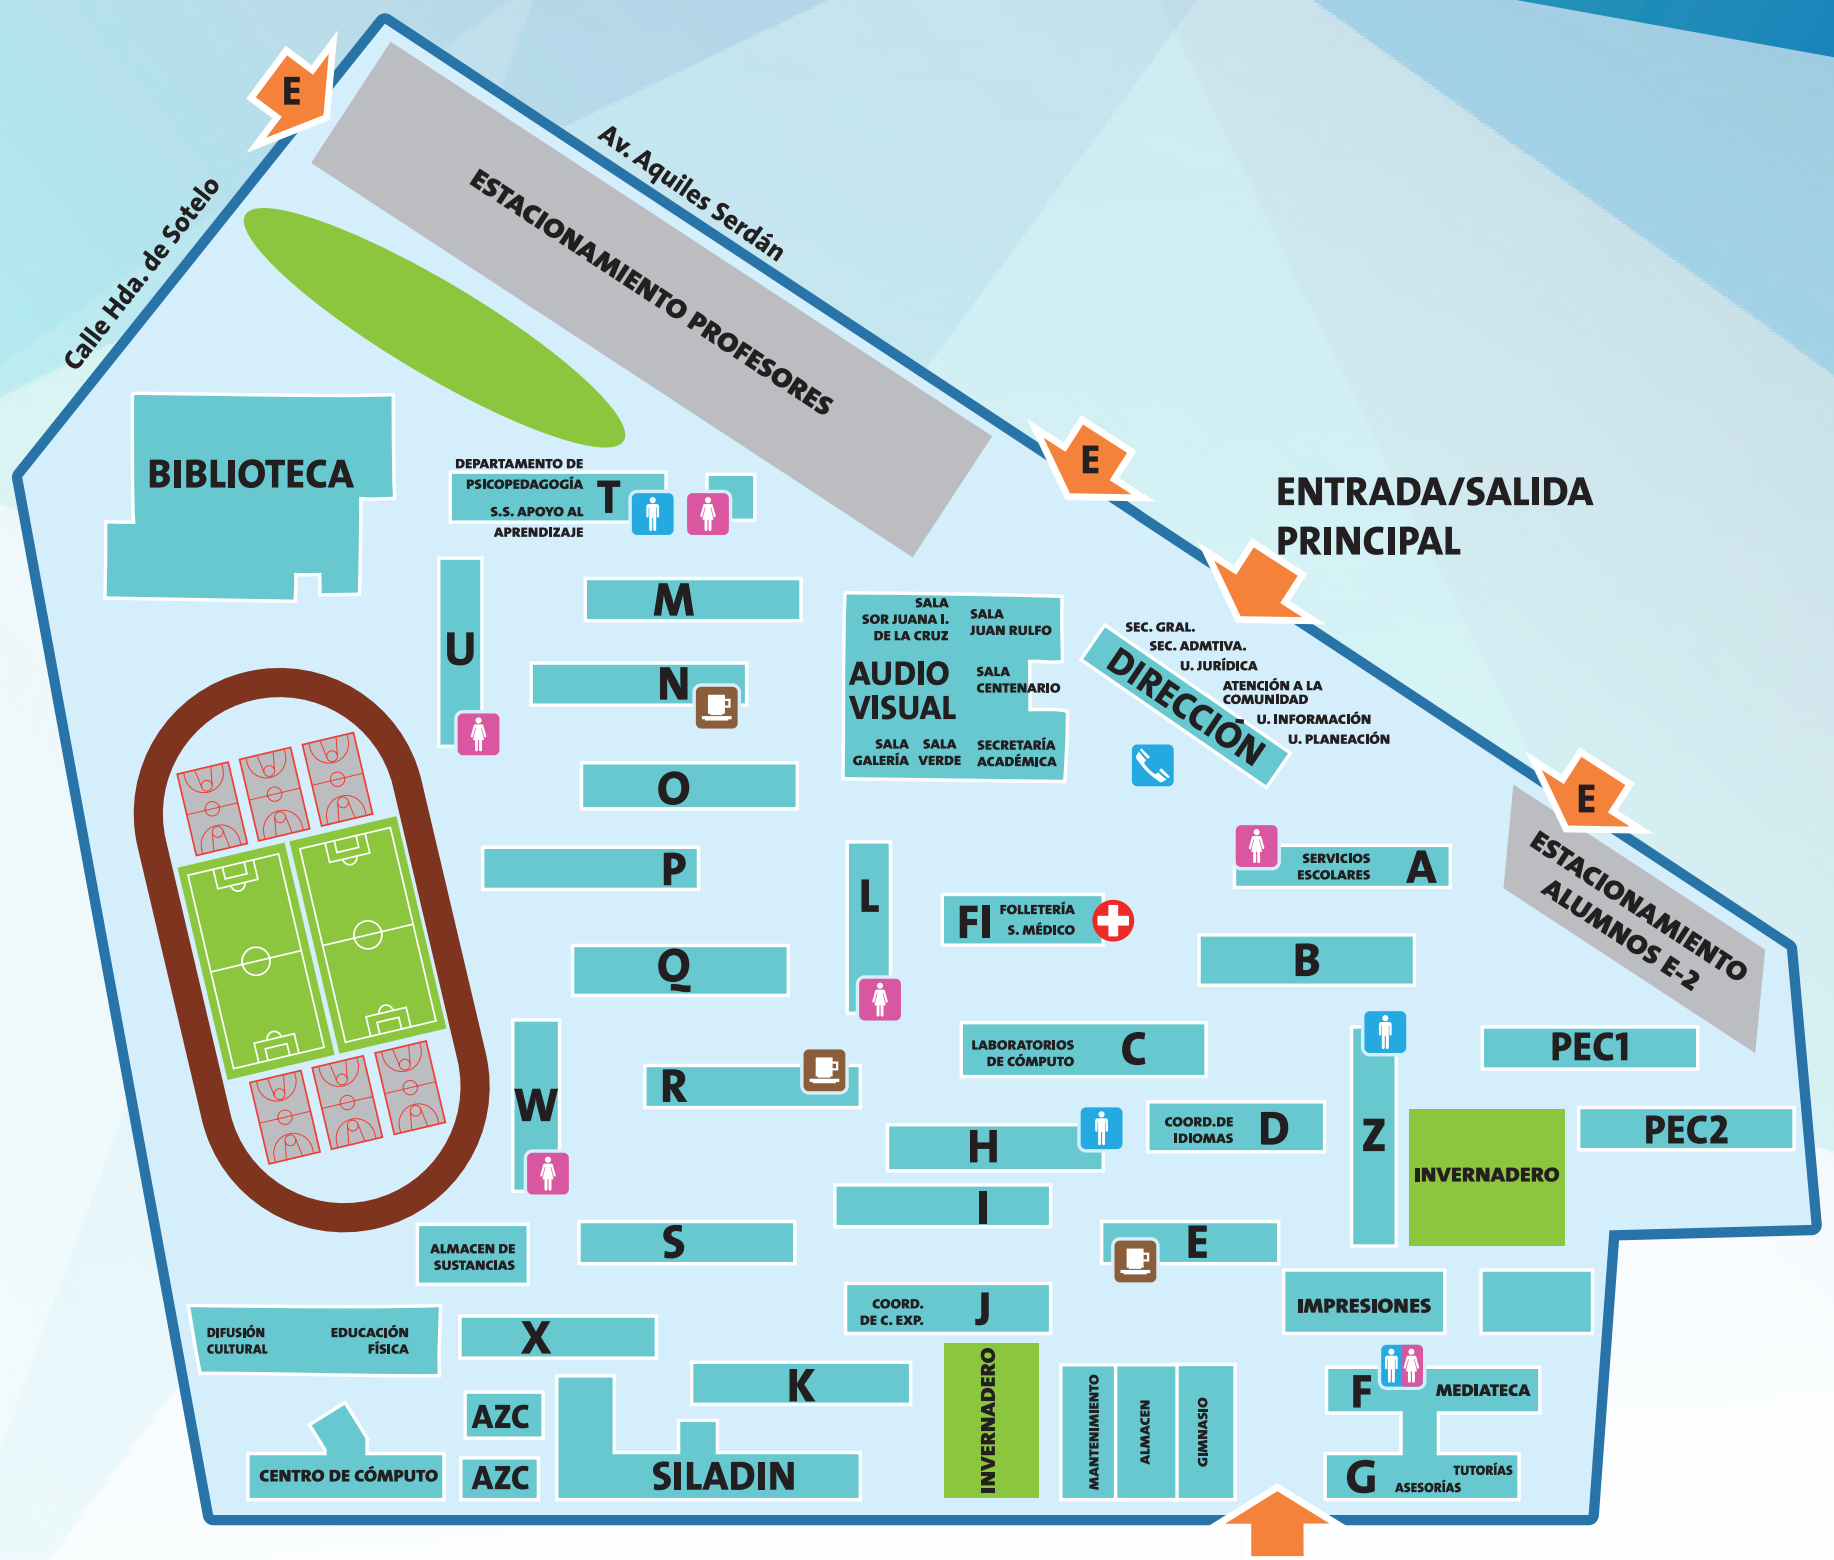 E
Calle Hda. de Sotelo
Av. Aquiles Serdán
ESTACIONAMIENTO PROFESORES
E
ENTRADA/SALIDA
PRINCIPAL
BIBLIOTECA
DEPARTAMENTO DE
PSICOPEDAGOGÍA
S.S. APOYO AL
APRENDIZAJE
T
U
M
N
O
P
Q
SALA
SOR JUANA I.
DE LA CRUZ
SALA
JUAN RULFO
AUDIO
VISUAL
SALA
CENTENARIO
SALA
GALERÍA
SALA
VERDE
SECRETARÍA
ACADÉMICA
SEC. GRAL.
SEC. ADMTIVA.
U. JURÍDICA
ATENCIÓN A LA
COMUNIDAD
U. INFORMACIÓN
U. PLANEACIÓN
DIRECCIÓN
E
ESTACIONAMIENTO
ALUMNOS E-2
SERVICIOS
ESCOLARES
A
L
FI
FOLLETERÍA
S. MÉDICO
B
LABORATORIOS
DE CÓMPUTO
C
PEC1
W
R
H
COORD.DE
IDIOMAS
D
Z
INVERNADERO
PEC2
I
S
E
ALMACEN DE
SUSTANCIAS
COORD.
DE C. EXP.
J
IMPRESIONES
DIFUSIÓN
CULTURAL
EDUCACIÓN
FÍSICA
X
K
INVERNADERO
MANTENIMIENTO
ALMACEN
GIMNASIO
F
MEDIATECA
AZC
AZC
CENTRO DE CÓMPUTO
SILADIN
G
TUTORÍAS
ASESORÍAS